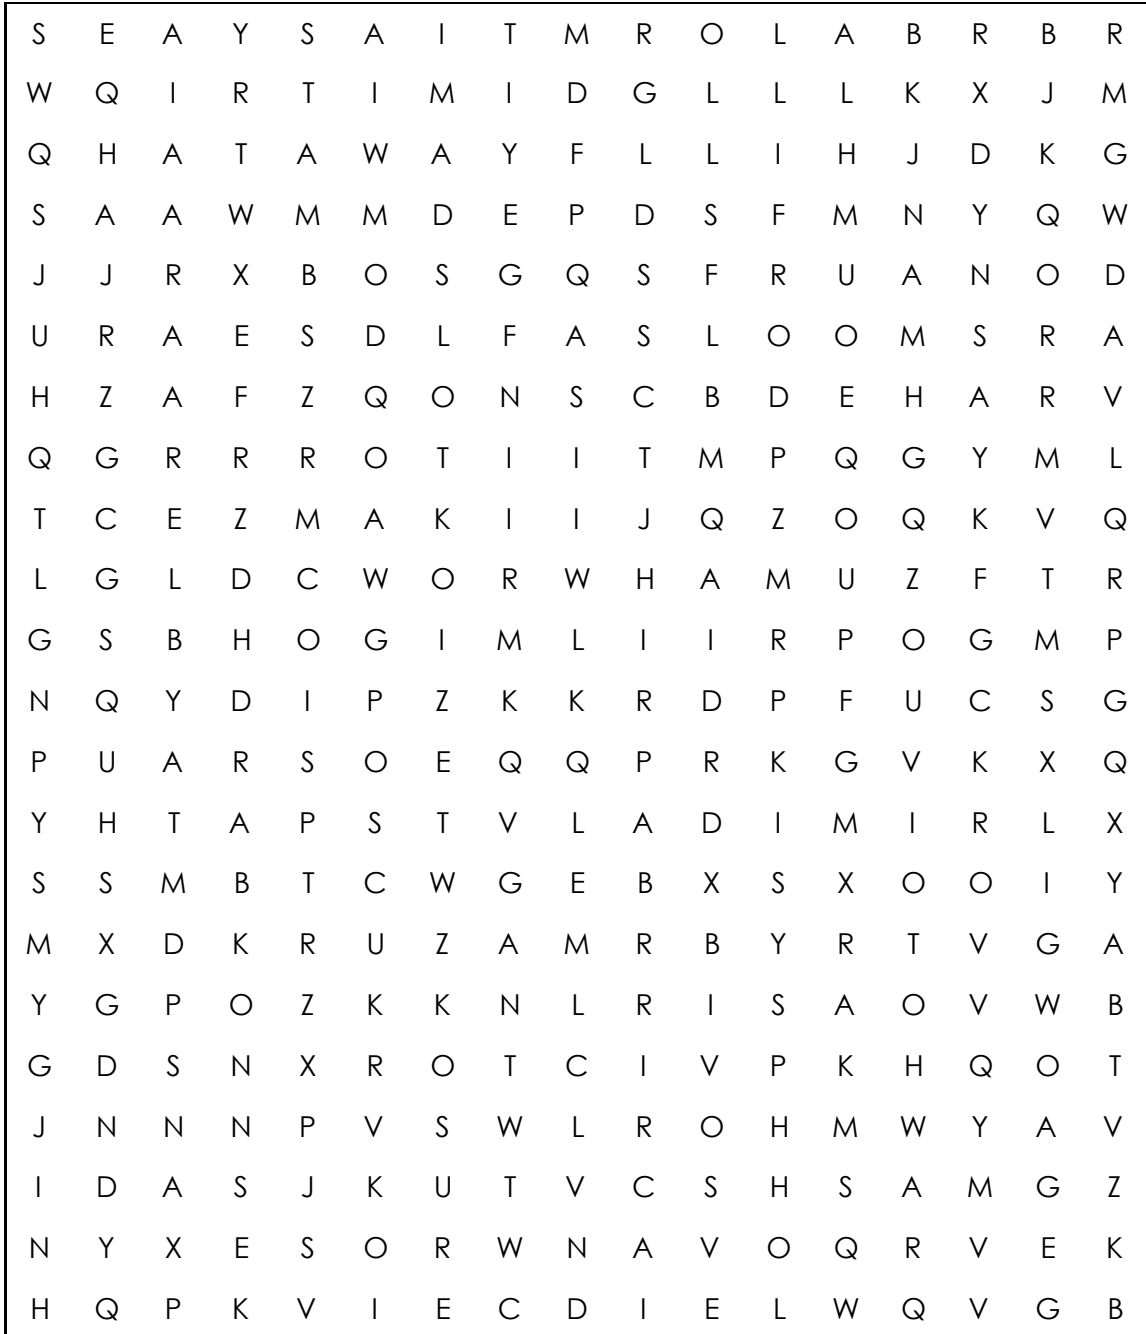 S E A Y S A I T M R O L A B R B R
W Q I R T I M I D G L L L K X J M
Q H A T A W A Y F L L I H J D K G
S A A W M M D E P D S F M N Y Q W
J J R X B O S G Q S F R U A N O D
U R A E S D L F A S L O O M S R A
H Z A F Z Q O N S C B D E H A R V
Q G R R R O T I I T M P Q G Y M L
T C E Z M A K I I J Q Z O Q K V Q
L G L D C W O R W H A M U Z F T R
G S B H O G I M L I I R P O G M P
N Q Y D I P Z K K R D P F U C S G
P U A R S O E Q Q P R K G V K X Q
Y H T A P S T V L A D I M I R L X
S S M B T C W G E B X S X O O I Y
M X D K R U Z A M R B Y R T V G A
Y G P O Z K K N L R I S A O V W B
G D S N X R O T C I V P K H Q O T
J N N N P V S W L R O H M W Y A V
I D A S J K U T V C S H S A M G Z
N Y X E S O R W N A V O Q R V E K
H Q P K V I E C D I E L W Q V G B